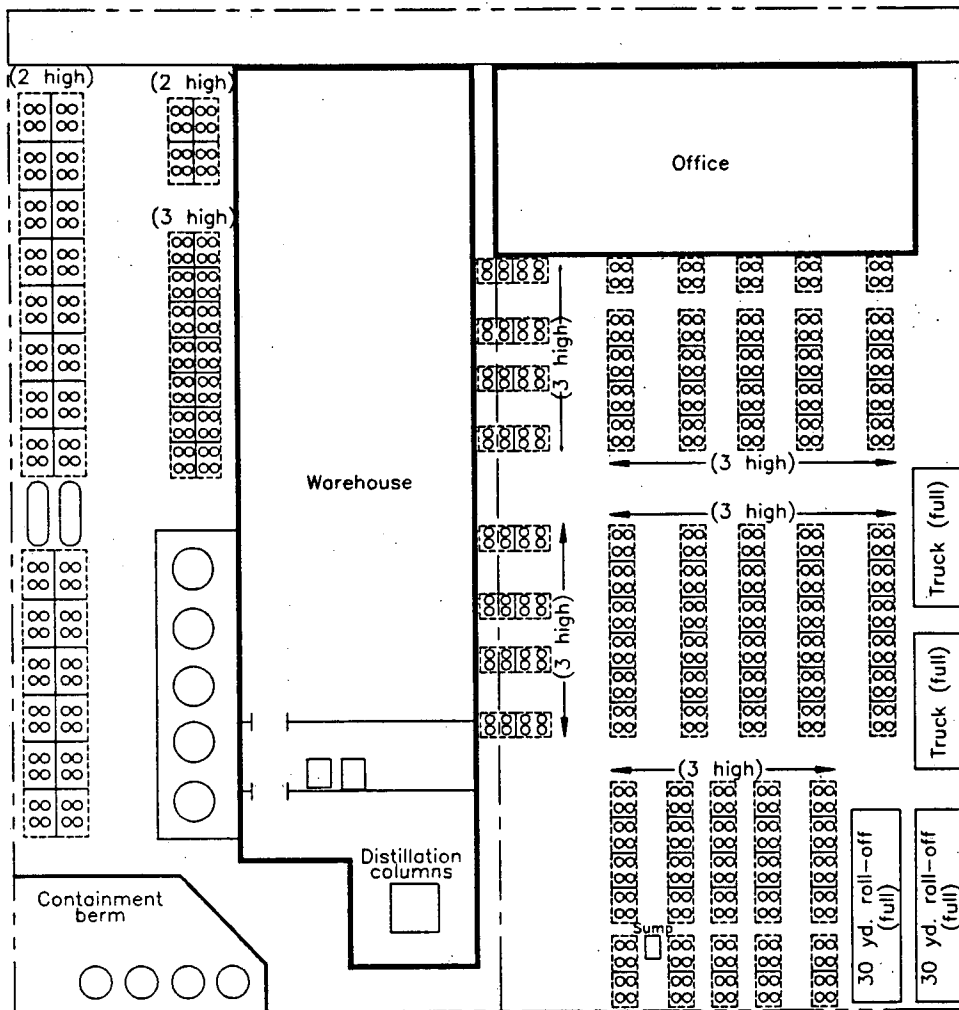 (2 high)
(2 high)
Office
(3 high)
(3 high)
(3 high)
Warehouse
(3 high)
Truck (full)
(3 high)
Truck (full)
(3 high)
Distillation
columns
Containment
berm
Sump
30 yd. roll-off
(full)
30 yd. roll-off
(full)